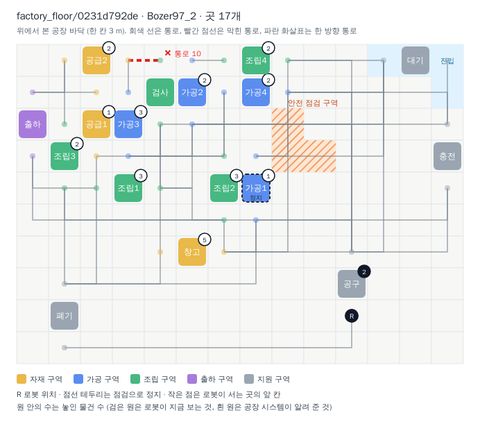 factory_floor/0231d792de · Bozer97_2 · 곳 17개
위에서 본 공장 바닥 (한 칸 3 m). 회색 선은 통로, 빨간 점선은 막힌 통로, 파란 화살표는 한 방향 통로
공급2 2
통로 10
조립4 2
대기
진입
검사
가공2 2
가공4 2
안전 점검 구역
출하
공급1 1
가공3 3
조립3 2
충전
조립1 3
조립2 3
가공1 1
창고 5
공구 2
폐기
R
자재 구역
가공 구역
조립 구역
출하 구역
지원 구역
R 로봇 위치 · 점선 테두리는 점검으로 정지 · 작은 점은 로봇이 서는 곳의 앞 칸
원 안의 수는 놓인 물건 수 (검은 원은 로봇이 지금 보는 것, 흰 원은 공장 시스템이 알려 준 것)